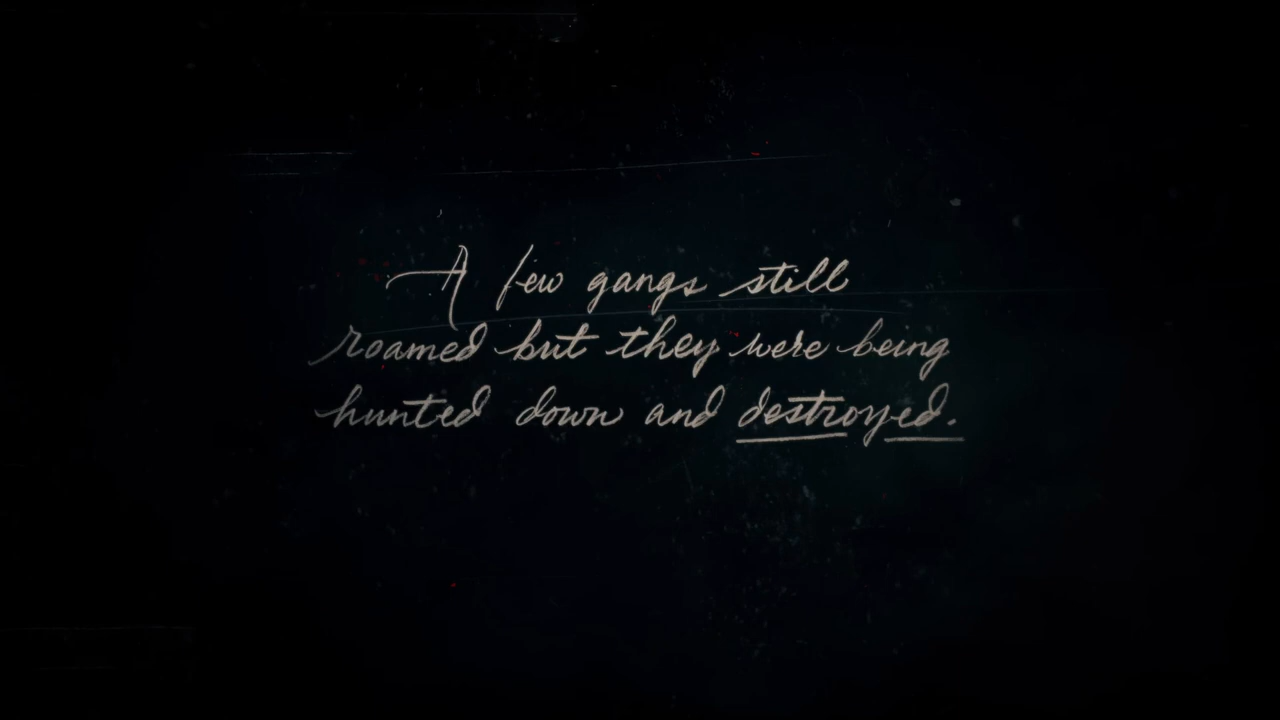 A few gangs still
roamed but they were being
hunted down and destroyed.